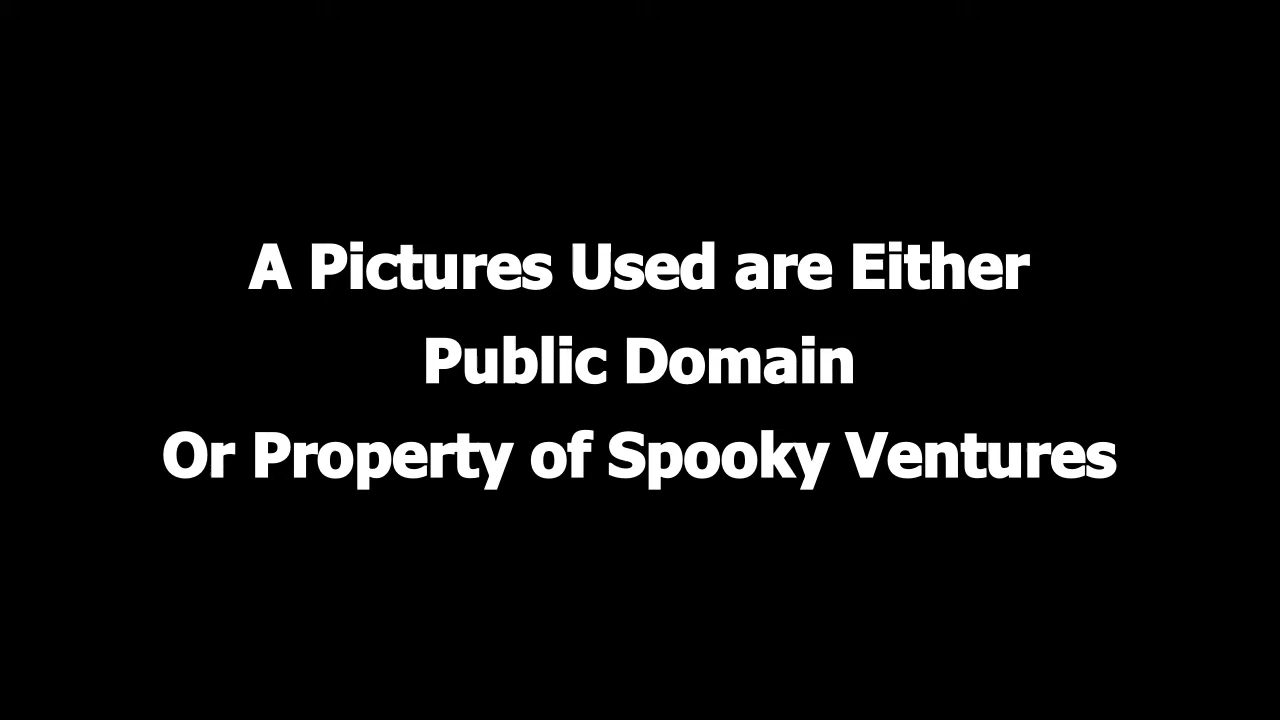 A Pictures Used are Either
Public Domain
Or Property of Spooky Ventures